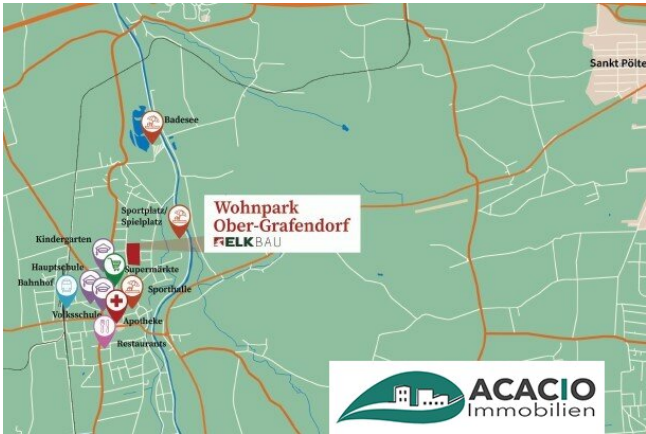 Sankt Pölte
Badesee
Sportplatz/
Spielplatz
Wohnpark
Ober-Grafendorf
ELKBAU
Kindergarten
Hauptschule
Supermärkte
Bahnhof
Sporthalle
Volksschule
Apotheke
Restaurants
ACACIO
Immobilien